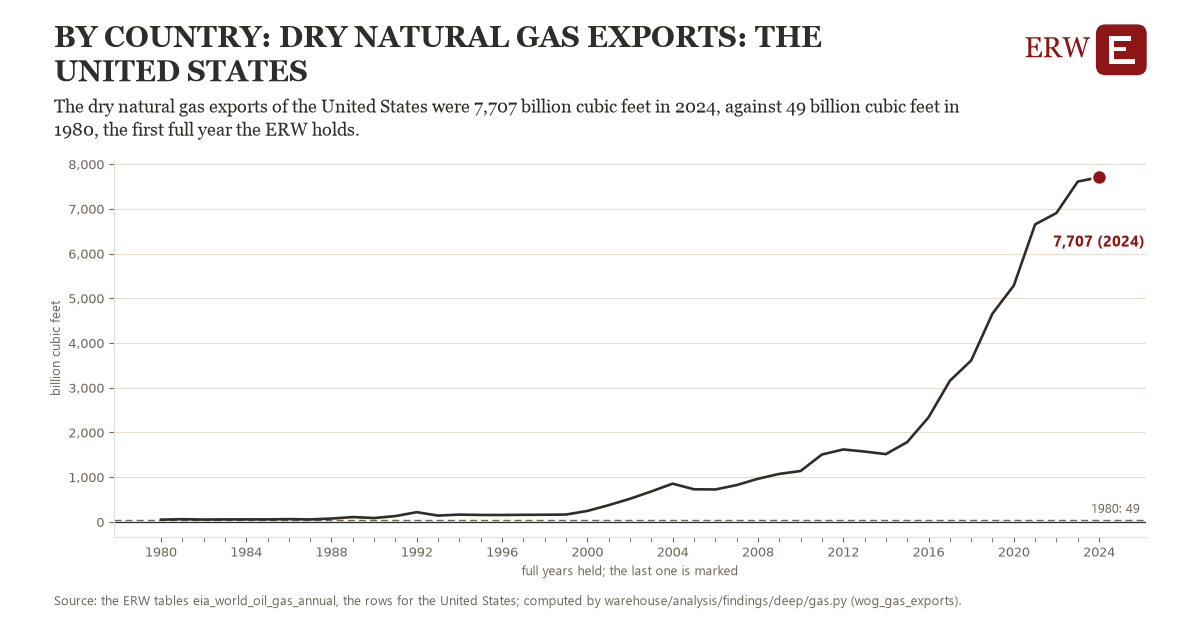 BY COUNTRY: DRY NATURAL GAS EXPORTS: THE
UNITED STATES
ERW E
The dry natural gas exports of the United States were 7,707 billion cubic feet in 2024, against 49 billion cubic feet in
1980, the first full year the ERW holds.
billion cubic feet
8,000
7,000
6,000
5,000
4,000
3,000
2,000
1,000
0
7,707 (2024)
1980: 49
1980 1984 1988 1992 1996 2000 2004 2008 2012 2016 2020 2024
full years held; the last one is marked
Source: the ERW tables eia_world_oil_gas_annual, the rows for the United States; computed by warehouse/analysis/findings/deep/gas.py (wog_gas_exports).